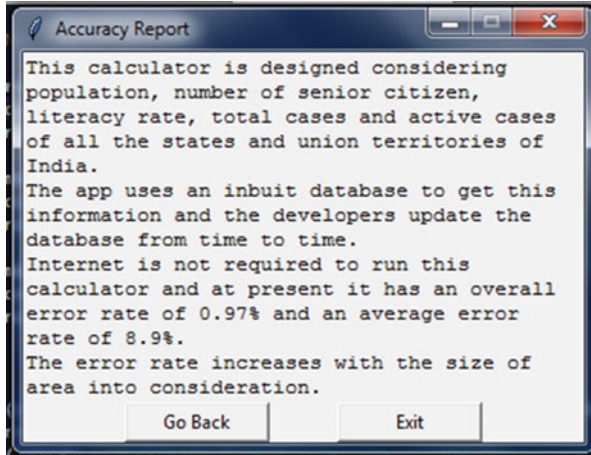 Accuracy Report
This calculator is designed considering
population, number of senior citizen,
literacy rate, total cases and active cases
of all the states and union territories of
India.
The app uses an inbuit database to get this
information and the developers update the
database from time to time.
Internet is not required to run this
calculator and at present it has an overall
error rate of 0.97% and an average error
rate of 8.9%.
The error rate increases with the size of
area into consideration.
Go Back Exit